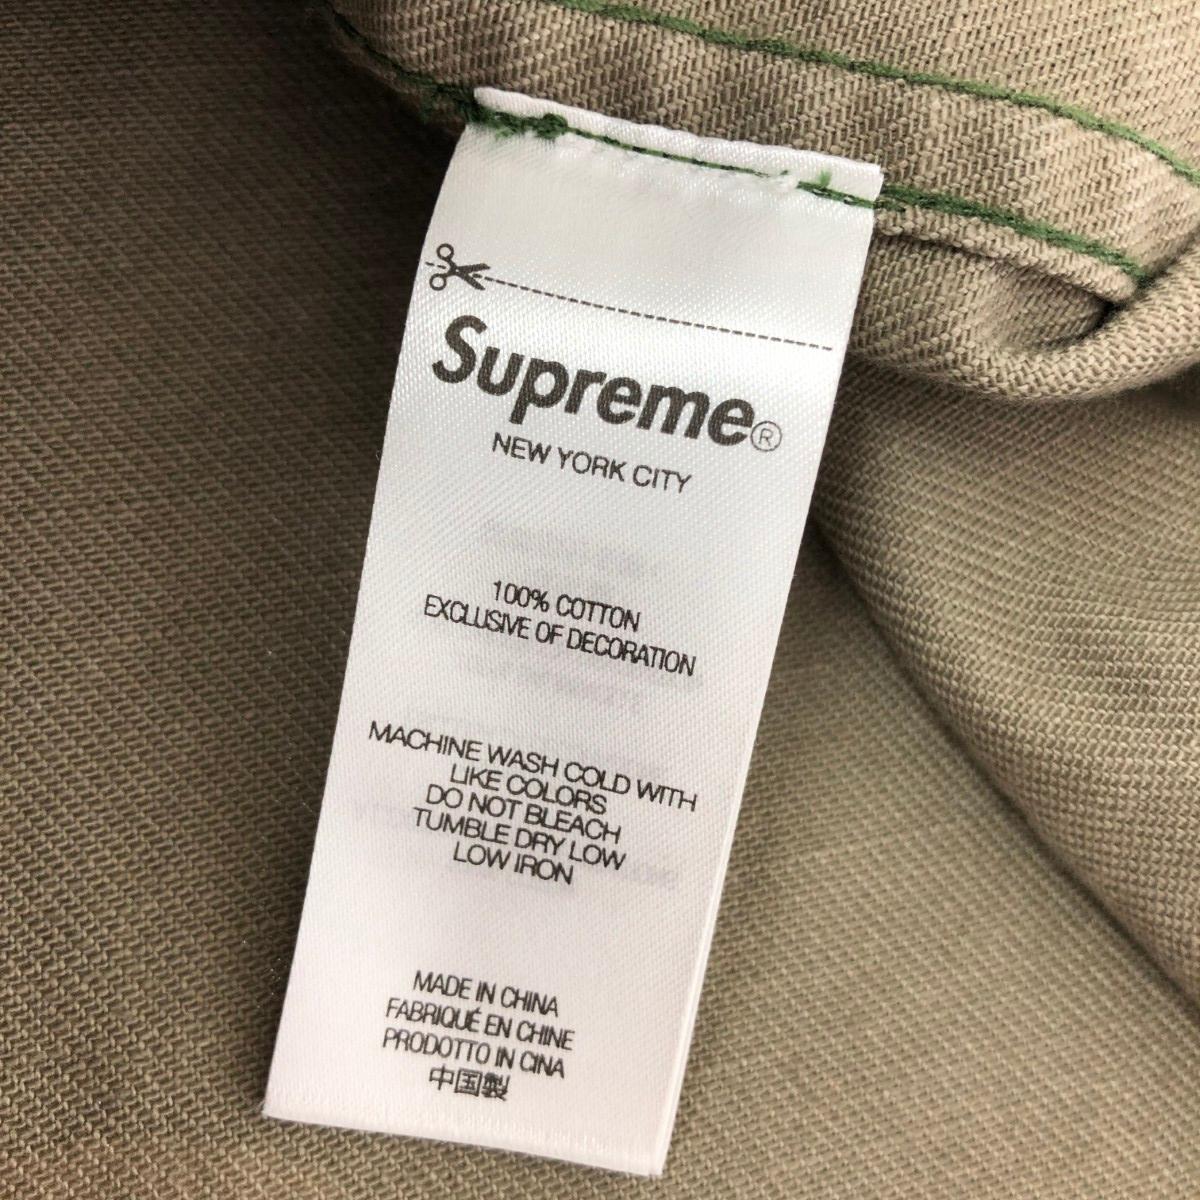 Supreme®
NEW YORK CITY
100% COTTON
EXCLUSIVE OF DECORATION
MACHINE WASH COLD WITH
LIKE COLORS
DO NOT BLEACH
TUMBLE DRY LOW
LOW IRON
MADE IN CHINA
FABRIQUÉ EN CHINE
PRODOTTO IN CINA
中国製